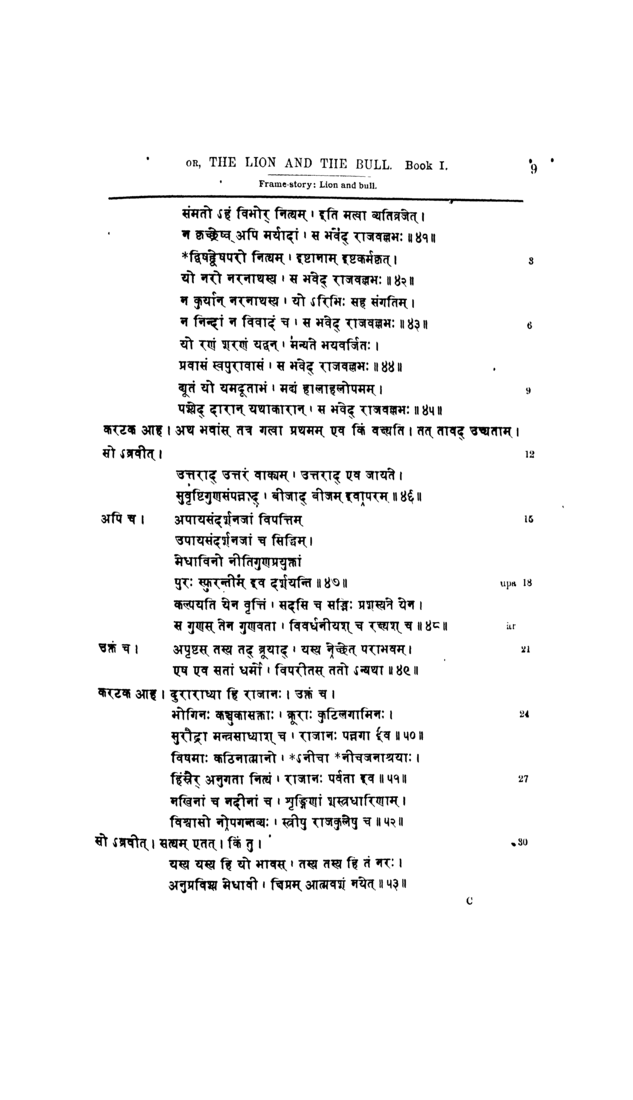 OR, THE LION AND THE BULL. Book I. 9
Frame-story: Lion and bull.
संमतो ऽहं विभोर् नित्यम् । इति मत्वा व्यतिव्रजेत् ।
न कृच्छ्रेष्व् अपि मर्यादां । स भवेद् राजवल्लभः ॥४१॥
*द्विषद्द्वेषपरो नित्यम् । इष्टानाम् इष्टकर्मकृत् । 3
यो नरो नरनाथस्य । स भवेद् राजवल्लभः ॥४२॥
न कुर्यान् नरनाथस्य । यो ऽरिभिः सह संगतिम् ।
न निन्दां न विवादं च । स भवेद् राजवल्लभः ॥४३॥ 6
यो रणं शरणं यद्वन् । मन्यते भयवर्जितः ।
प्रवासं स्वपुरावासं । स भवेद् राजवल्लभः ॥४४॥
द्यूतं यो यमदूताभं । मद्यं हालाहलोपमम् । 9
पश्येद् दारान् यथाकारान् । स भवेद् राजवल्लभः ॥४५॥
करटक आह । अथ भवांस् तत्र गत्वा प्रथमम् एव किं वक्ष्यति । तत् तावद् उच्यताम् ।
सो ऽब्रवीत् । 12
उत्तराद् उत्तरं वाक्यम् । उत्तराद् एव जायते ।
सुवृष्टिगुणसंपन्नाद् । बीजाद् बीजम् इवापरम् ॥४६॥
अपि च । अपायसंदर्शनजां विपत्तिम् 15
उपायसंदर्शनजां च सिद्धिम् ।
मेधाविनो नीतिगुणप्रयुक्तां
पुरः स्फुरन्तीम् इव दर्शयन्ति ॥४७॥ upa 18
कल्पयति येन वृत्तिं । सदसि च सद्भिः प्रशस्यते येन ।
स गुणस् तेन गुणवता । विवर्धनीयश् च रक्ष्यश् च ॥४८॥ ār
उक्तं च । अपृष्टस् तस्य तद् ब्रूयाद् । यस्य नेच्छेत् पराभवम् । 21
एष एव सतां धर्मो । विपरीतस् ततो ऽन्यथा ॥४९॥
करटक आह । दुराराध्या हि राजानः । उक्तं च ।
भोगिनः कञ्चुकासक्ताः । क्रूराः कुटिलगामिनः । 24
सुरौद्रा मन्त्रसाध्याश् च । राजानः पन्नगा इव ॥५०॥
विषमाः कठिनात्मानो । *ऽनीचा *नीचजनाश्रयाः ।
हिंस्रैर् अनुगता नित्यं । राजानः पर्वता इव ॥५१॥ 27
नखिनां च नदीनां च । शृङ्गिणां शस्त्रधारिणाम् ।
विश्वासो नोपगन्तव्यः । स्त्रीषु राजकुलेषु च ॥५२॥
सो ऽब्रवीत् । सत्यम् एतत् । किं तु । 30
यस्य यस्य हि यो भावस् । तस्य तस्य हि तं नरः ।
अनुप्रविश्य मेधावी । क्षिप्रम् आत्मवशं नयेत् ॥५३॥
C